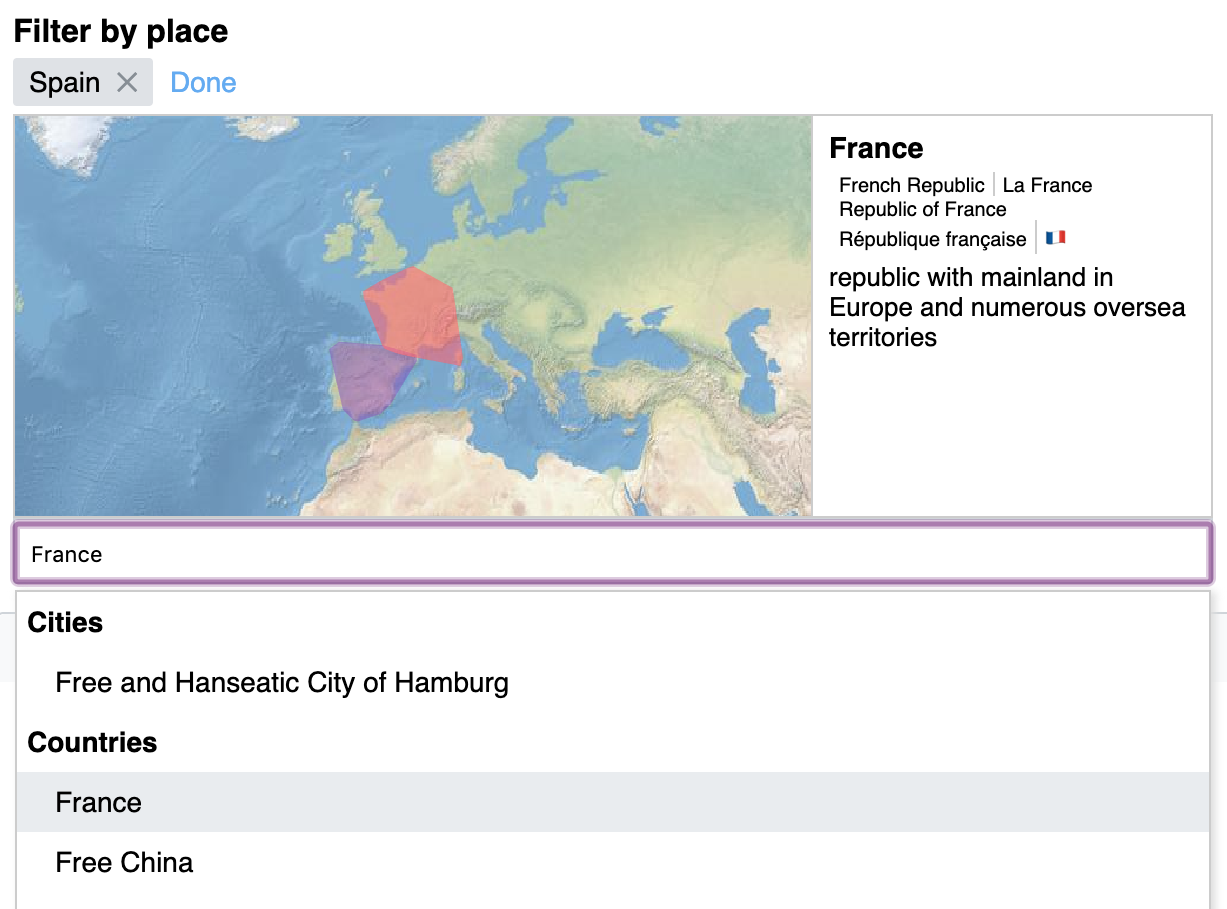 Filter by place
Spain
Done
France
French Republic La France
Republic of France
République française 🇫🇷
republic with mainland in
Europe and numerous oversea
territories
France
Cities
Free and Hanseatic City of Hamburg
Countries
France
Free China